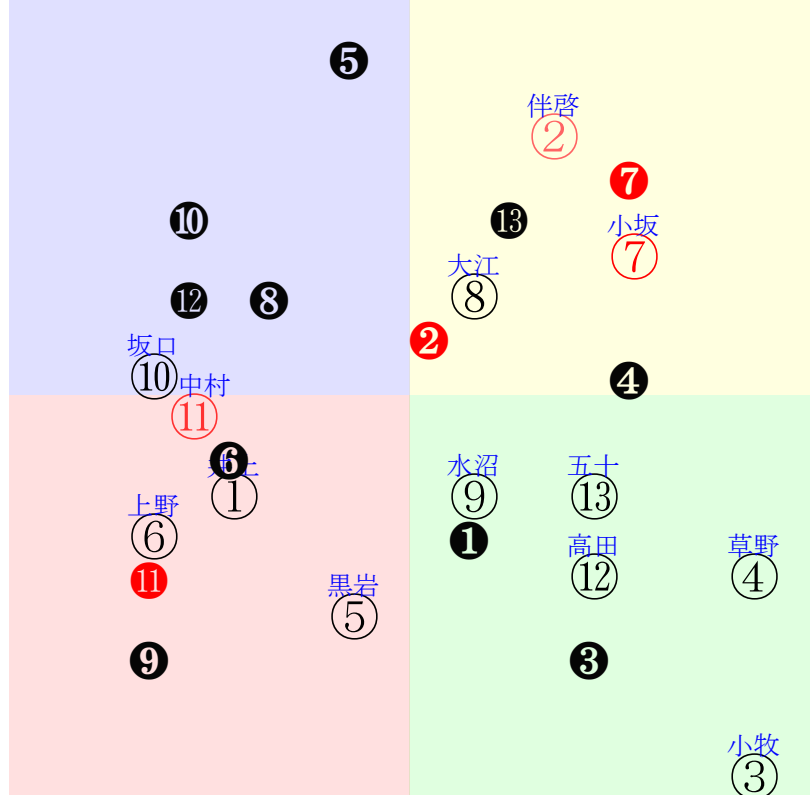 ❺
伴啓
②
❼
❿
⓭
小坂
⑦
大江
⑧
⓬
❽
坂口
❷
⑩
中村
❹
⑪
❻
①
水沼
⑨
五十
⑬
上野
⑥
❶
高田
⑫
草野
④
⓫
黒岩
⑤
❾
❸
小牧
③